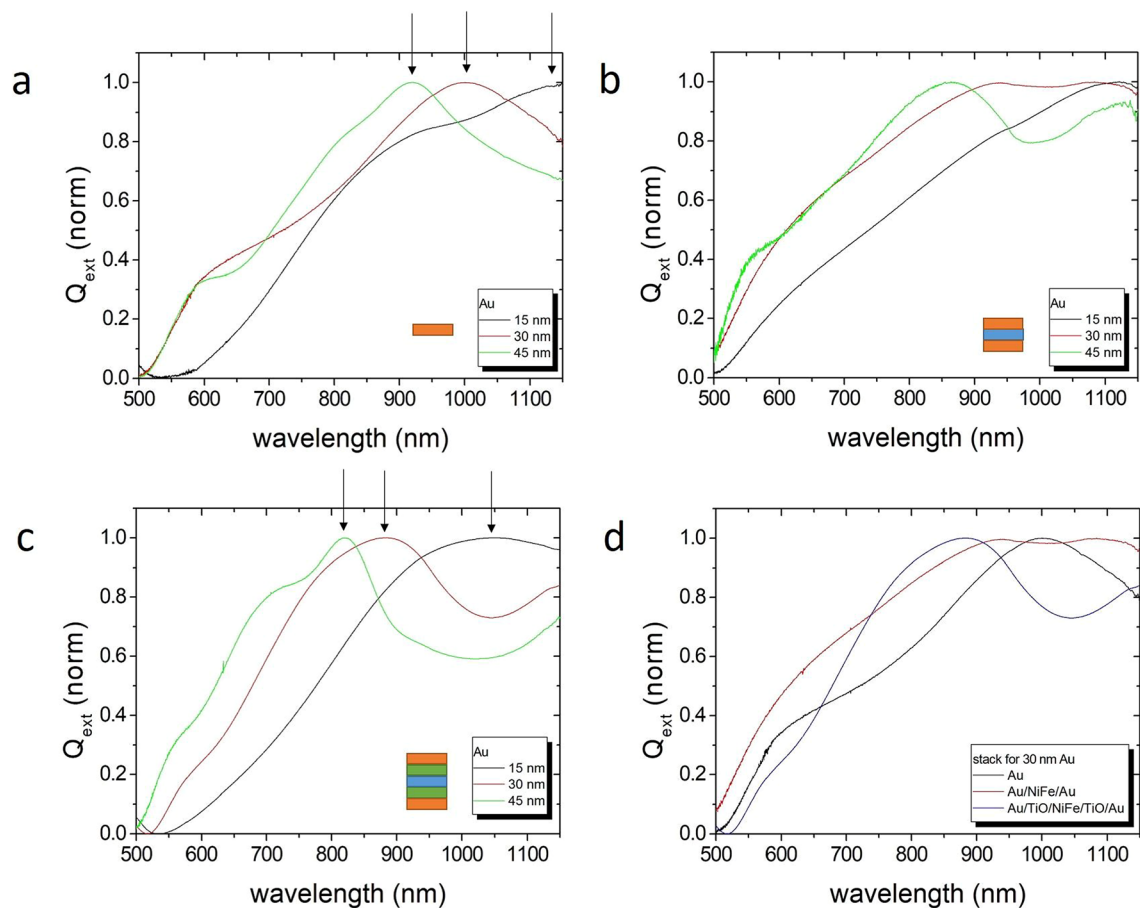 a
1.0
0.8
0.6
0.4
0.2
0.0
Q_ext (norm)
Au
15 nm
30 nm
45 nm
500 600 700 800 900 1000 1100
wavelength (nm)
b
1.0
0.8
0.6
0.4
0.2
0.0
Q_ext (norm)
Au
15 nm
30 nm
45 nm
500 600 700 800 900 1000 1100
wavelength (nm)
c
1.0
0.8
0.6
0.4
0.2
0.0
Q_ext (norm)
Au
15 nm
30 nm
45 nm
500 600 700 800 900 1000 1100
wavelength (nm)
d
1.0
0.8
0.6
0.4
0.2
0.0
Q_ext (norm)
stack for 30 nm Au
Au
Au/NiFe/Au
Au/TiO/NiFe/TiO/Au
500 600 700 800 900 1000 1100
wavelength (nm)